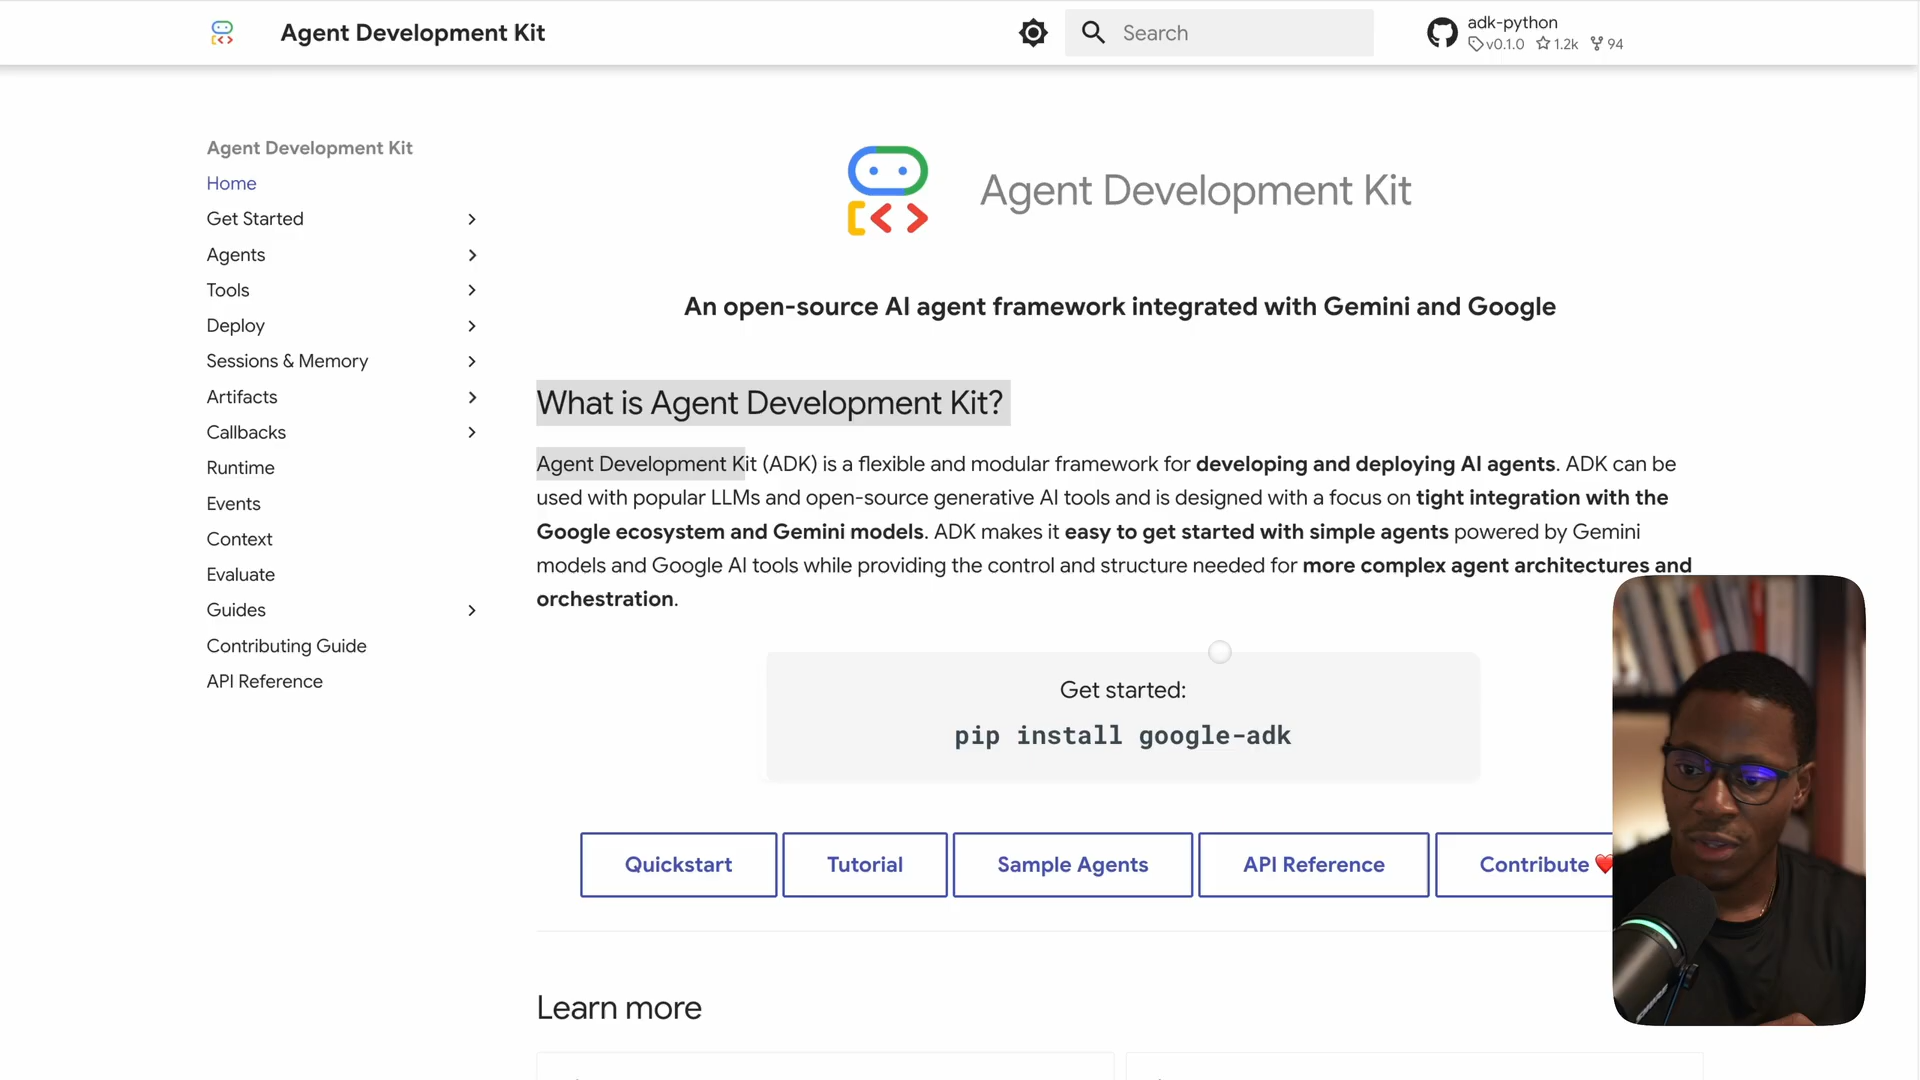 Agent Development Kit
Search
adk-python
v0.1.0 1.2k 94
Agent Development Kit
Home
Get Started
Agents
Tools
Deploy
Sessions & Memory
Artifacts
Callbacks
Runtime
Events
Context
Evaluate
Guides
Contributing Guide
API Reference
Agent Development Kit
An open-source AI agent framework integrated with Gemini and Google
What is Agent Development Kit?
Agent Development Kit (ADK) is a flexible and modular framework for developing and deploying AI agents. ADK can be
used with popular LLMs and open-source generative AI tools and is designed with a focus on tight integration with the
Google ecosystem and Gemini models. ADK makes it easy to get started with simple agents powered by Gemini
models and Google AI tools while providing the control and structure needed for more complex agent architectures and
orchestration.
Get started:
pip install google-adk
Quickstart
Tutorial
Sample Agents
API Reference
Contribute ❤️
Learn more